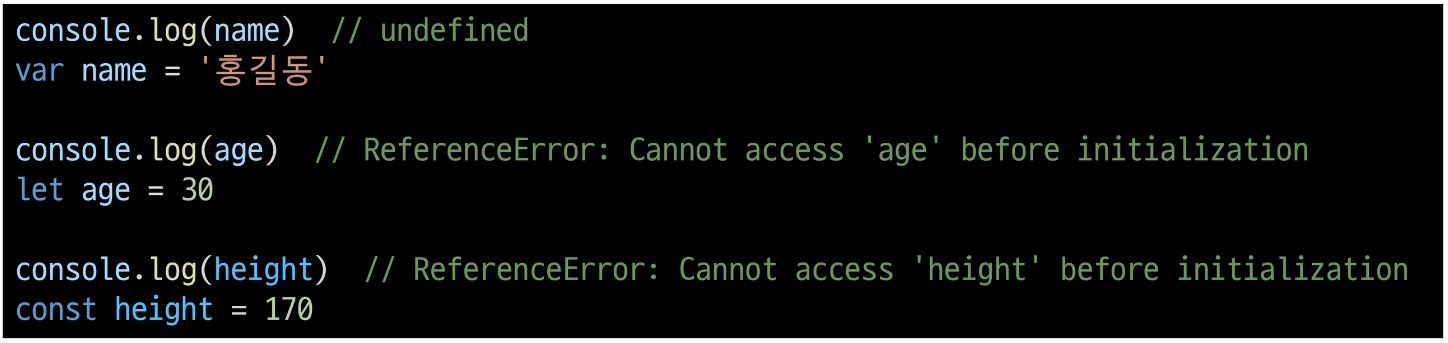 console.log(name)  // undefined
var name = '홍길동'
console.log(age)  // ReferenceError: Cannot access 'age' before initialization
let age = 30
console.log(height)  // ReferenceError: Cannot access 'height' before initialization
const height = 170